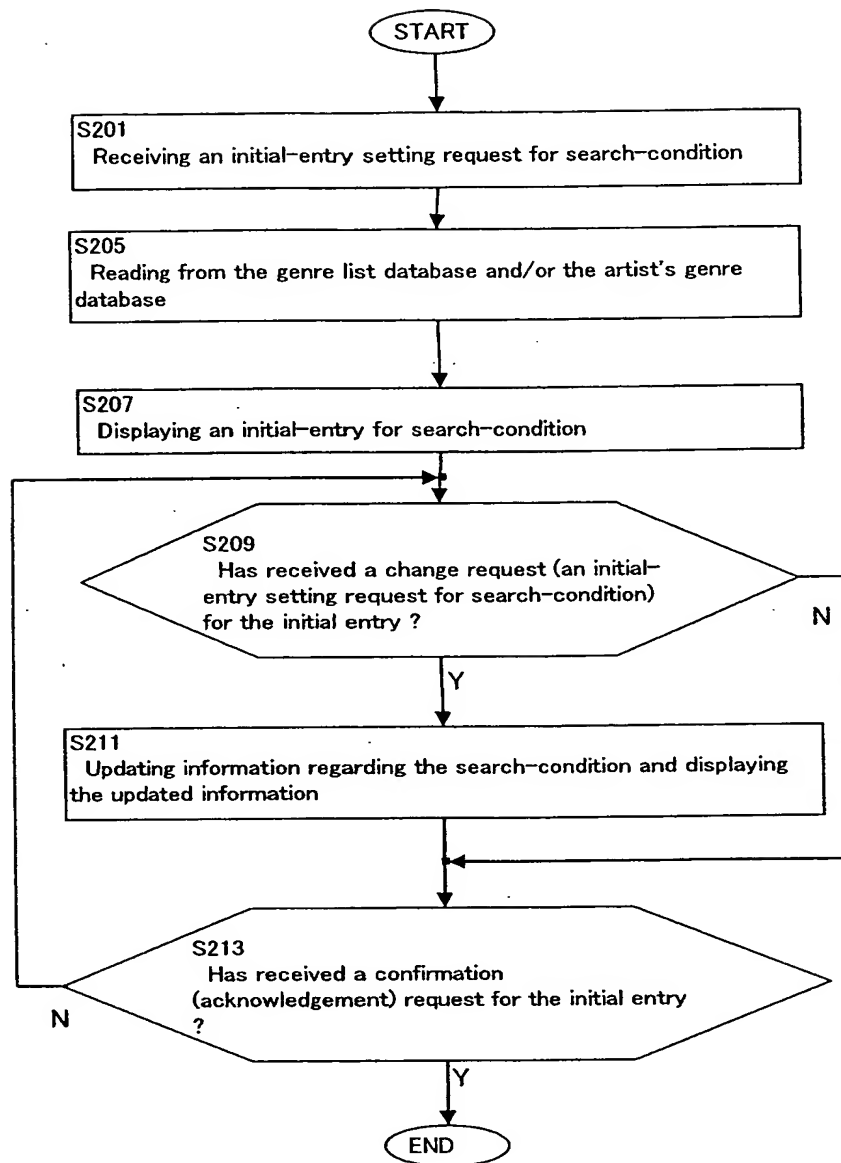 START
S201
Receiving an initial-entry setting request for search-condition
S205
Reading from the genre list database and/or the artist's genre
database
S207
Displaying an initial-entry for search-condition
S209
Has received a change request (an initial-
entry setting request for search-condition)
for the initial entry ?
N
Y
S211
Updating information regarding the search-condition and displaying
the updated information
S213
Has received a confirmation
(acknowledgement) request for the initial entry
?
N
Y
END